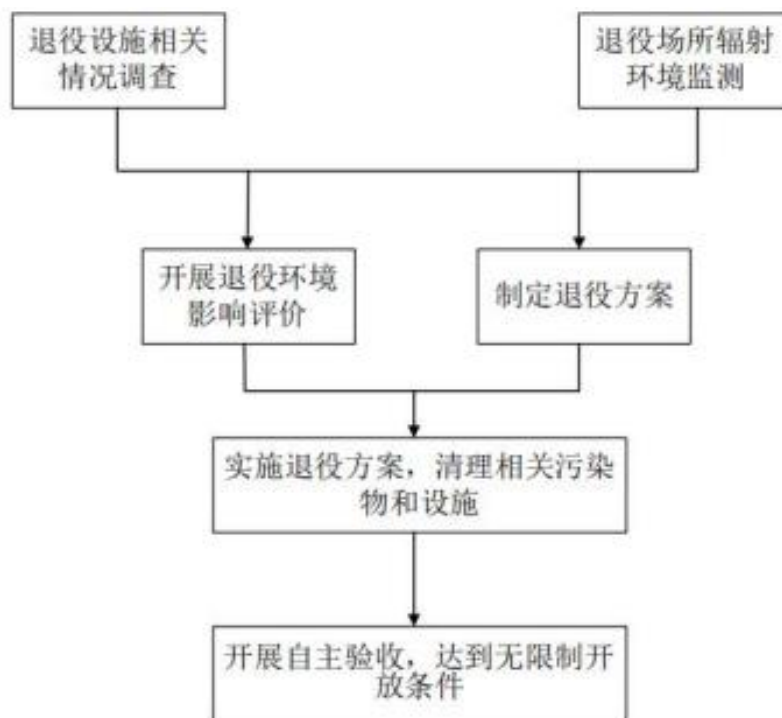 退役设施相关
情况调查
退役场所辐射
环境监测
开展退役环境
影响评价
制定退役方案
实施退役方案，清理相关污染
物和设施
开展自主验收，达到无限制开
放条件